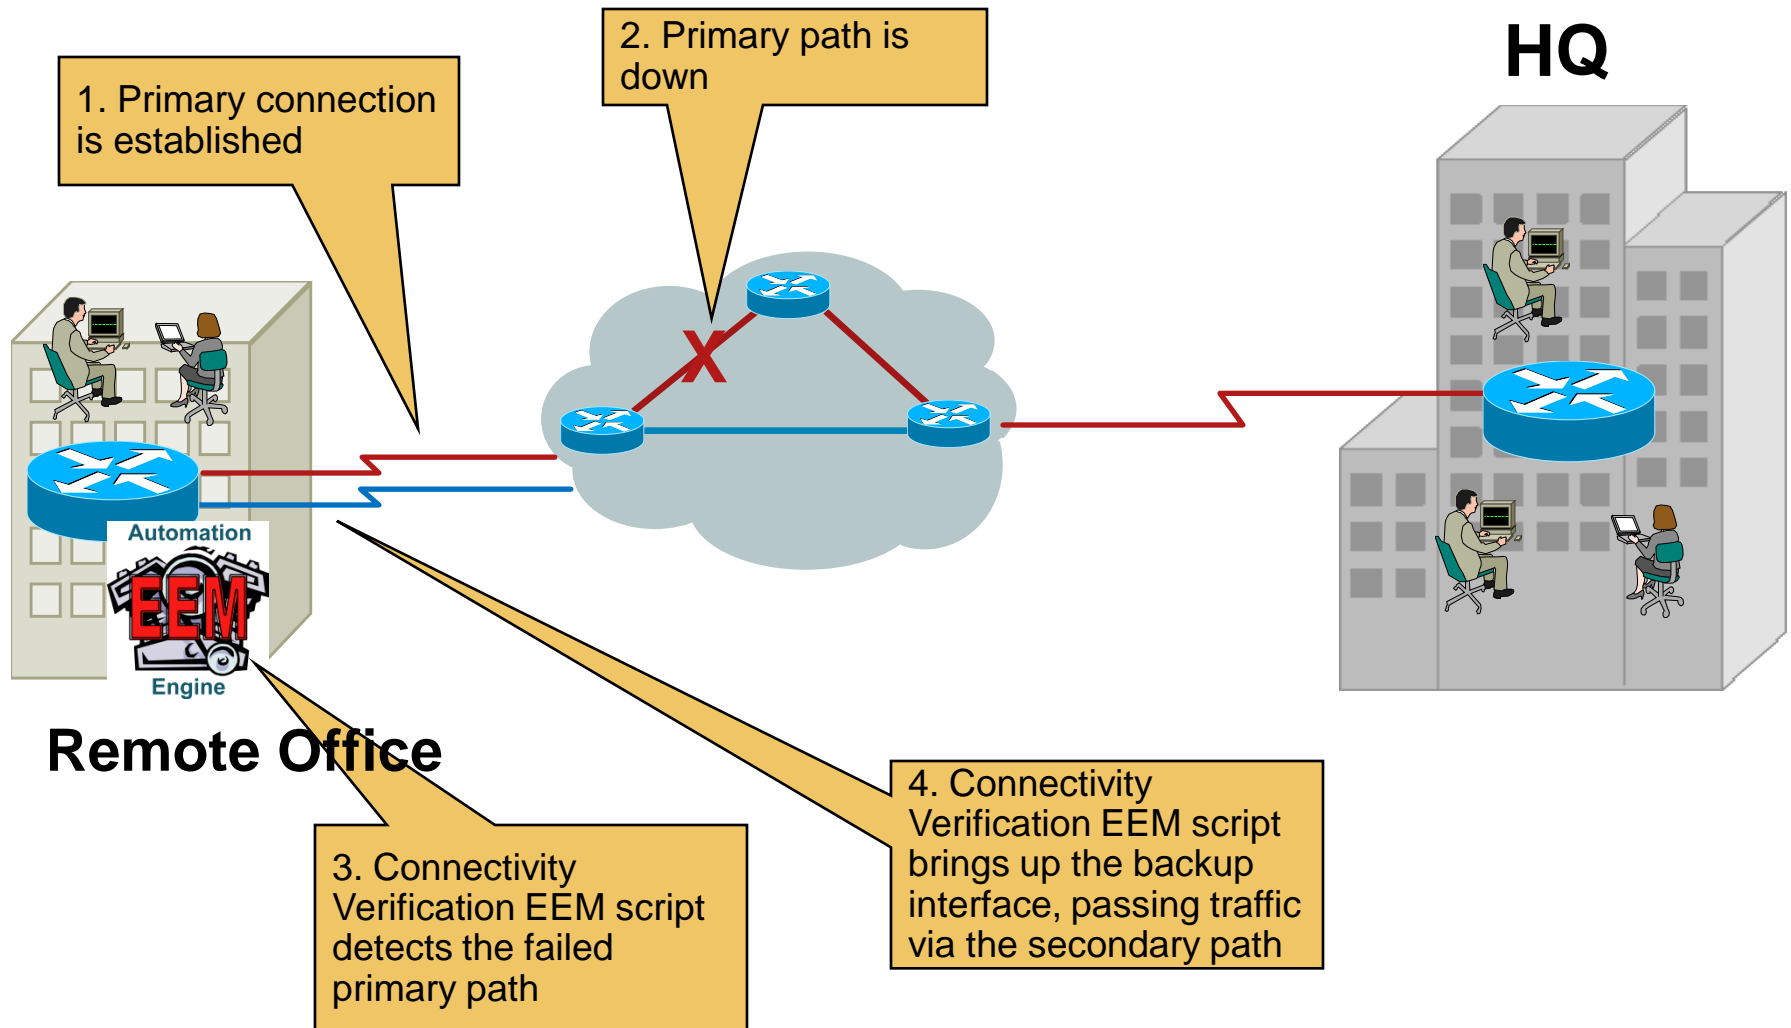 1. Primary connection
is established
2. Primary path is
down
HQ
X
Automation
EEM
Engine
Remote Office
3. Connectivity
Verification EEM script
detects the failed
primary path
4. Connectivity
Verification EEM script
brings up the backup
interface, passing traffic
via the secondary path